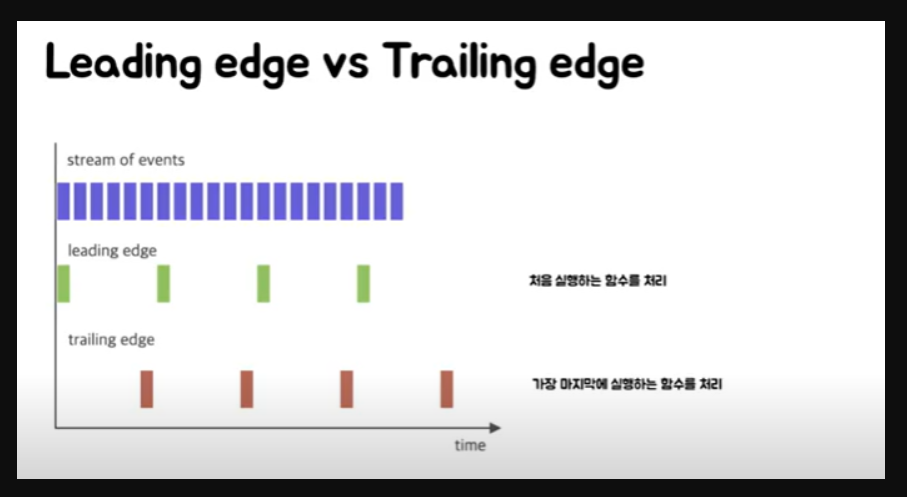 Leading edge vs Trailing edge
stream of events
leading edge
처음 실행하는 함수를 처리
trailing edge
가장 마지막에 실행하는 함수를 처리
time